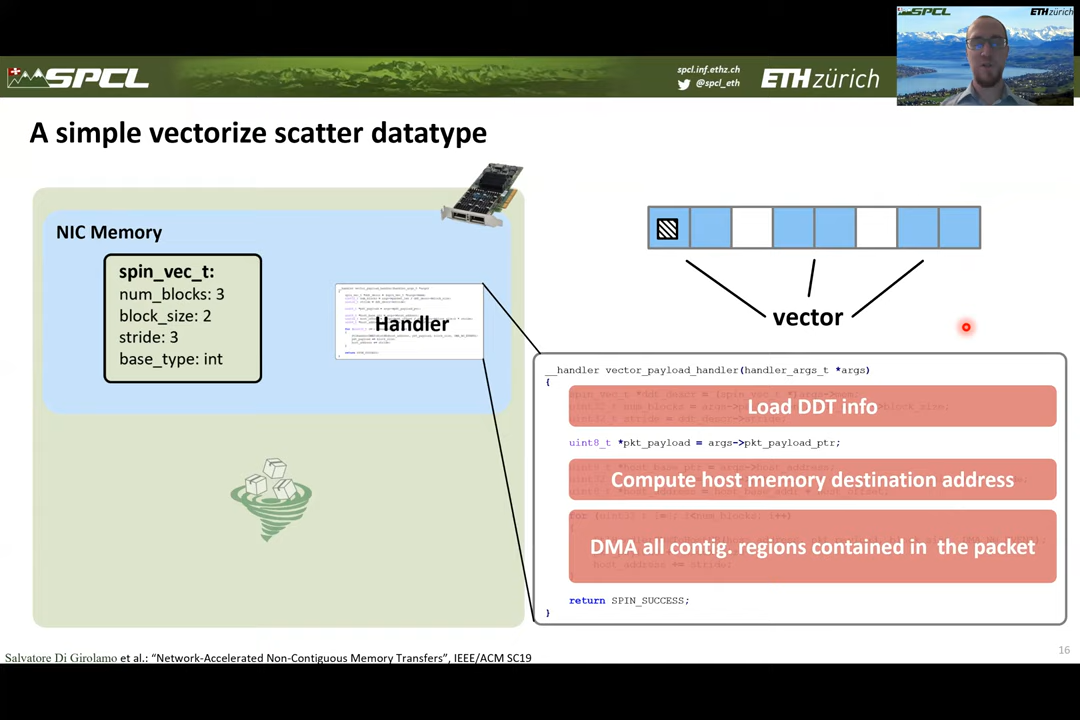 SPCL
ETH zürich
SPCL
spcl.inf.ethz.ch
@spcl_eth
ETH zürich
A simple vectorize scatter datatype
NIC Memory
spin_vec_t:
num_blocks: 3
block_size: 2
stride: 3
base_type: int
Handler
vector
__handler vector_payload_handler(handler_args_t *args)
{
Load DDT info
uint8_t *pkt_payload = args->pkt_payload_ptr;
Compute host memory destination address
DMA all contig. regions contained in the packet
return SPIN_SUCCESS;
}
Salvatore Di Girolamo et al.: “Network-Accelerated Non-Contiguous Memory Transfers”, IEEE/ACM SC19
16